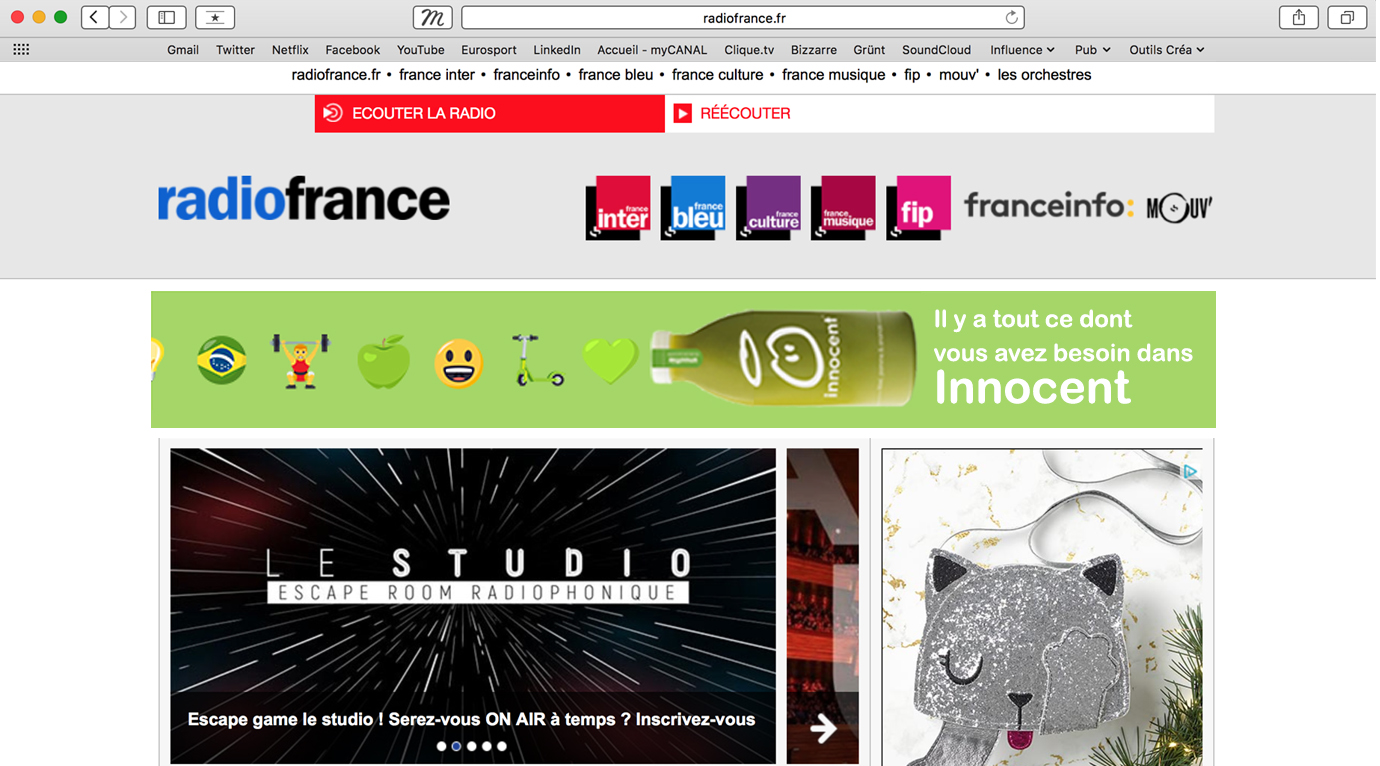 radiofrance.fr
Gmail Twitter Netflix Facebook YouTube Eurosport LinkedIn Accueil - myCANAL Clique.tv Bizzarre Grünt SoundCloud Influence Pub Outils Créa
radiofrance.fr • france inter • franceinfo • france bleu • france culture • france musique • fip • mouv' • les orchestres
ECOUTER LA RADIO
RÉÉCOUTER
radiofrance
france inter
france bleu
france culture
france musique
fip
franceinfo:
MOUV'
innocent
Il y a tout ce dont
vous avez besoin dans
Innocent
LE STUDIO
ESCAPE ROOM RADIOPHONIQUE
Escape game le studio ! Serez-vous ON AIR à temps ? Inscrivez-vous